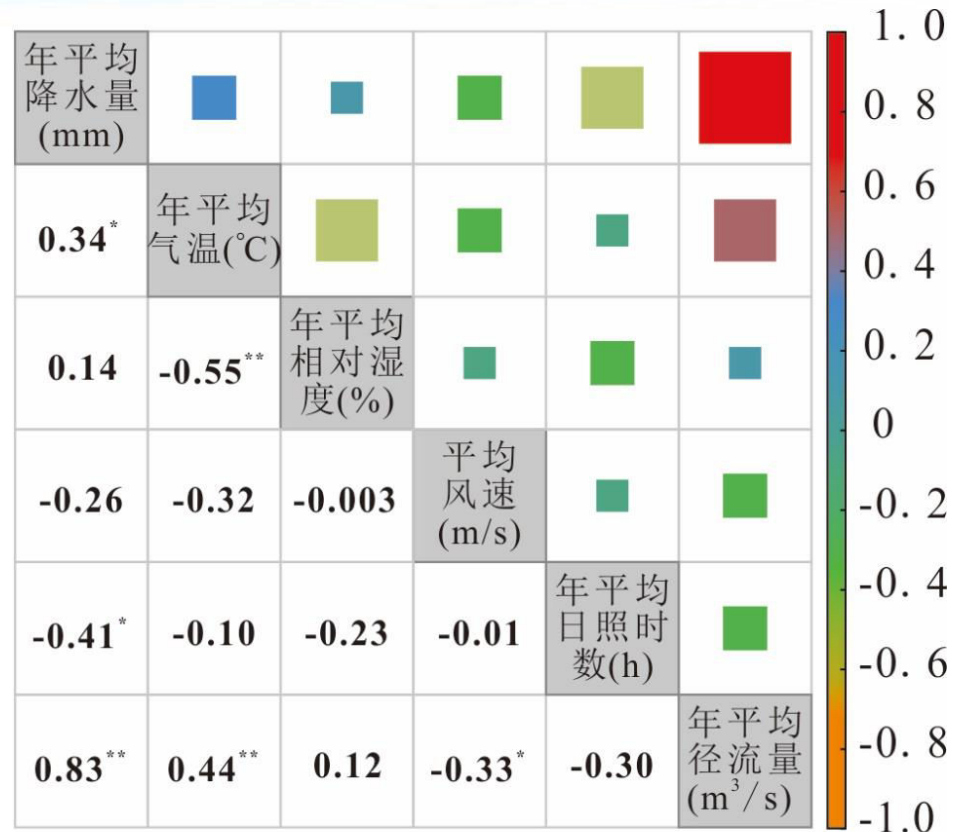 年平均
降水量
(mm)
0.34*
年平均
气温(℃)
0.14
-0.55**
年平均
相对湿
度(%)
-0.26
-0.32
-0.003
平均
风速
(m/s)
-0.41*
-0.10
-0.23
-0.01
年平均
日照时
数(h)
0.83**
0.44**
0.12
-0.33*
-0.30
年平均
径流量
(m³/s)
1.0
0.8
0.6
0.4
0.2
0
-0.2
-0.4
-0.6
-0.8
-1.0